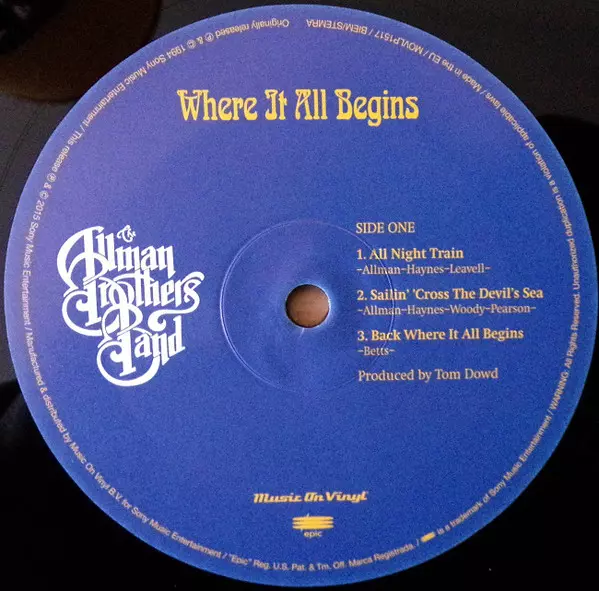 Where It All Begins
The
Allman
Brothers
Band
SIDE ONE
1. All Night Train
~Allman~Haynes~Leavell~
2. Sailin' 'Cross The Devil's Sea
~Allman~Haynes~Woody~Pearson~
3. Back Where It All Begins
~Betts~
Produced by Tom Dowd
Music On Vinyl
epic
Originally released ℗ & © 1994 Sony Music Entertainment / This release ℗ & © 2015 Sony Music Entertainment / Manufactured & distributed by Music On Vinyl B.V. for Sony Music Entertainment / "Epic" Reg. U.S. Pat. & Tm. Off. Marca Registrada. / is a trademark of Sony Music Entertainment / WARNING: All Rights Reserved. Unauthorized duplication is a violation of applicable laws / Made in the EU / MOVLP1517 / BIEM/STEMRA